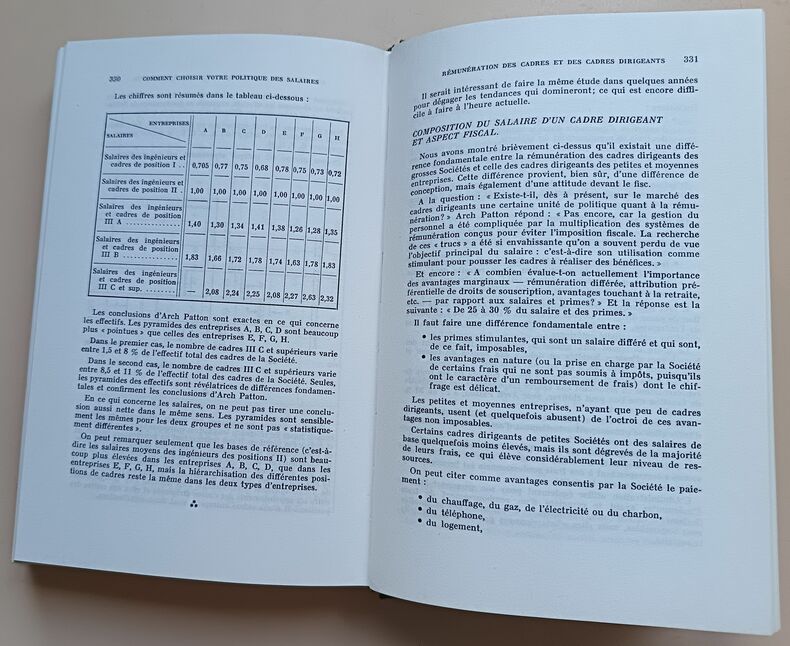 330 COMMENT CHOISIR VOTRE POLITIQUE DES SALAIRES
Les chiffres sont résumés dans le tableau ci-dessous :
ENTREPRISES
SALAIRES
A B C D E F G H
Salaires des ingénieurs et
cadres de position I . . 0,705 0,77 0,75 0,68 0,78 0,75 0,73 0,72
Salaires des ingénieurs et
cadres de position II . 1,00 1,00 1,00 1,00 1,00 1,00 1,00 1,00
Salaires des ingénieurs
et cadres de position
III A . . . . . . . . . . . . . . 1,40 1,30 1,34 1,41 1,38 1,26 1,28 1,35
Salaires des ingénieurs
et cadres de position
III B . . . . . . . . . . . . . . 1,83 1,66 1,72 1,78 1,74 1,63 1,78 1,83
Salaires des ingénieurs
et cadres de position
III C et sup. . . . . . . . . — 2,08 2,24 2,25 2,08 2,27 2,63 2,32
Les conclusions d'Arch Patton sont exactes en ce qui concerne
les effectifs. Les pyramides des entreprises A, B, C, D sont beaucoup
plus « pointues » que celles des entreprises E, F, G, H.
Dans le premier cas, le nombre de cadres III C et supérieurs varie
entre 1,5 et 8 % de l'effectif total des cadres de la Société.
Dans le second cas, le nombre de cadres III C et supérieurs varie
entre 8,5 et 11 % de l'effectif total des cadres de la Société. Seules,
les pyramides des effectifs sont révélatrices de différences fondamen-
tales et confirment les conclusions d'Arch Patton.
En ce qui concerne les salaires, on ne peut pas tirer une conclu-
sion aussi nette dans le même sens. Les pyramides sont sensible-
ment les mêmes pour les deux groupes et ne sont pas « statistique-
ment différentes ».
On peut remarquer seulement que les bases de référence (c'est-à-
dire les salaires moyens des ingénieurs des positions II) sont beau-
coup plus élevées dans les entreprises A, B, C, D, que dans les
entreprises E, F, G, H, mais la hiérarchisation des différentes posi-
tions de cadres reste la même dans les deux types d'entreprises.
RÉMUNÉRATION DES CADRES ET DES CADRES DIRIGEANTS 331
Il serait intéressant de faire la même étude dans quelques années
pour dégager les tendances qui domineront; ce qui est encore diffi-
cile à faire à l'heure actuelle.
COMPOSITION DU SALAIRE D'UN CADRE DIRIGEANT
ET ASPECT FISCAL.
Nous avons montré brièvement ci-dessus qu'il existait une diffé-
rence fondamentale entre la rémunération des cadres dirigeants des
grosses Sociétés et celle des cadres dirigeants des petites et moyennes
entreprises. Cette différence provient, bien sûr, d'une différence de
conception, mais également d'une attitude devant le fisc.
A la question : « Existe-t-il, dès à présent, sur le marché des
cadres dirigeants une certaine unité de politique quant à la rému-
nération? » Arch Patton répond : « Pas encore, car la gestion du
personnel a été compliquée par la multiplication des systèmes de
rémunération conçus pour éviter l'imposition fiscale. La recherche
de ces « trucs » a été si envahissante qu'on a souvent perdu de vue
l'objectif principal du salaire : c'est-à-dire son utilisation comme
stimulant pour pousser les cadres à réaliser des bénéfices. »
Et encore : « A combien évalue-t-on actuellement l'importance
des avantages marginaux — rémunération différée, attribution pré-
férentielle de droits de souscription, avantages touchant à la retraite,
etc. — par rapport aux salaires et primes? » Et la réponse est la
suivante : « De 25 à 30 % du salaire et des primes. »
Il faut faire une différence fondamentale entre :
• les primes stimulantes, qui sont un salaire différé et qui sont,
de ce fait, imposables,
• les avantages en nature (ou la prise en charge par la Société
de certains frais qui ne sont pas soumis à impôts, puisqu'ils
ont le caractère d'un remboursement de frais) dont le chif-
frage est délicat.
Les petites et moyennes entreprises, n'ayant que peu de cadres
dirigeants, usent (et quelquefois abusent) de l'octroi de ces avan-
tages non imposables.
Certains cadres dirigeants de petites Sociétés ont des salaires de
base quelquefois moins élevés, mais ils sont dégrevés de la majorité
de leurs frais, ce qui élève considérablement leur niveau de res-
sources.
On peut citer comme avantages consentis par la Société le paie-
ment :
• du chauffage, du gaz, de l'électricité ou du charbon,
• du téléphone,
• du logement,